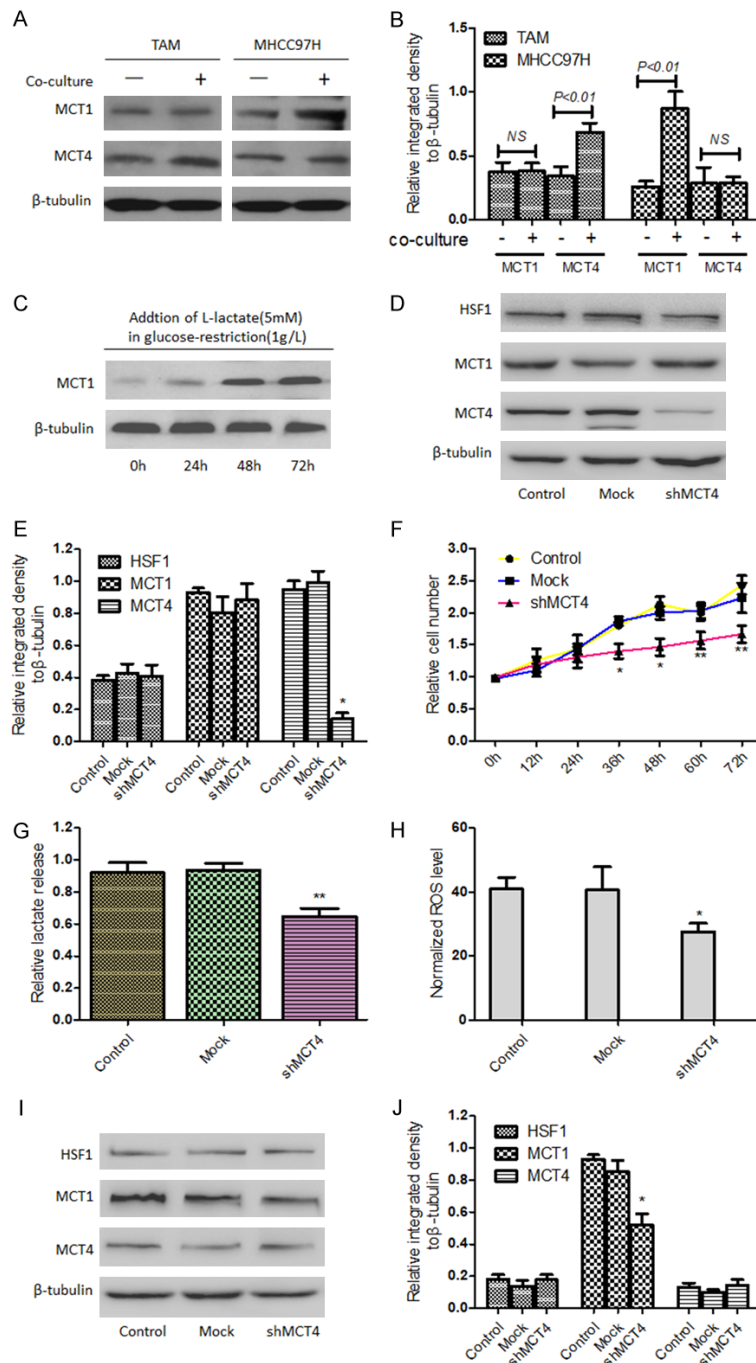 A
TAM MHCC97H
Co-culture — + — +
MCT1
MCT4
β-tubulin
B
Relative integrated density
toβ-tubulin
1.5
1.0
0.5
0.0
TAM
MHCC97H
NS
P<0.01
P<0.01
NS
co-culture - + - + - + - +
MCT1 MCT4 MCT1 MCT4
C
Addtion of L-lactate(5mM)
in glucose-restriction(1g/L)
MCT1
β-tubulin
0h 24h 48h 72h
D
HSF1
MCT1
MCT4
β-tubulin
Control Mock shMCT4
E
Relative integrated density
toβ-tubulin
1.2
1.0
0.8
0.6
0.4
0.2
0.0
HSF1
MCT1
MCT4
*
Control Mock shMCT4 Control Mock shMCT4 Control Mock shMCT4
F
Relative cell number
3.0
2.5
2.0
1.5
1.0
0.5
0.0
Control
Mock
shMCT4
* * ** **
0h 12h 24h 36h 48h 60h 72h
G
Relative lactate release
1.2
1.0
0.8
0.6
0.4
0.2
0.0
**
Control Mock shMCT4
H
Normalized ROS level
60
40
20
0
*
Control Mock shMCT4
I
HSF1
MCT1
MCT4
β-tubulin
Control Mock shMCT4
J
Relative integrated density
toβ-tubulin
1.2
1.0
0.8
0.6
0.4
0.2
0.0
HSF1
MCT1
MCT4
*
Control Mock shMCT4 Control Mock shMCT4 Control Mock shMCT4